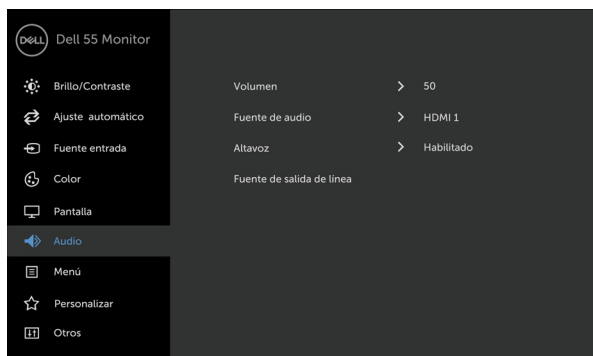 DELL Dell 55 Monitor
Brillo/Contraste
Volumen 50
Ajuste automático
Fuente de audio HDMI 1
Fuente entrada
Altavoz Habilitado
Color
Fuente de salida de línea
Pantalla
Audio
Menú
Personalizar
Otros